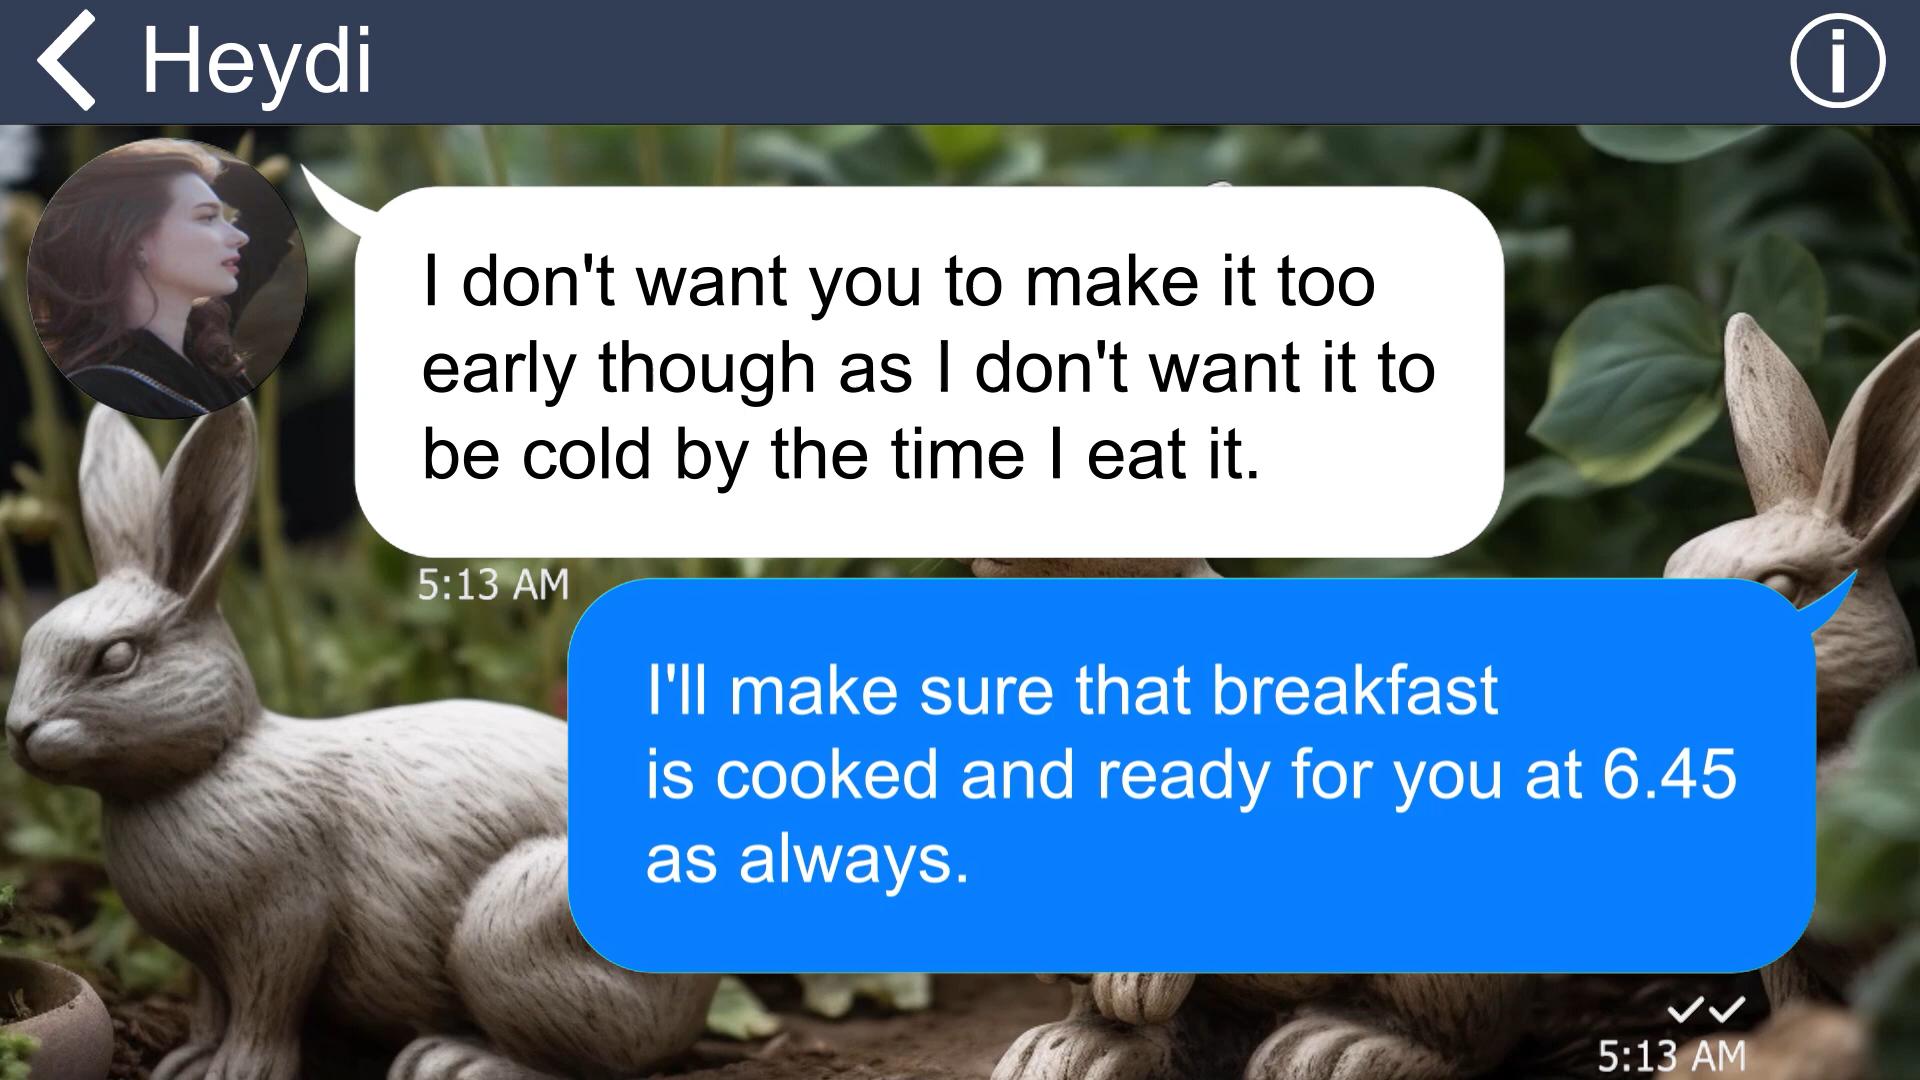 Heydi
I don't want you to make it too
early though as I don't want it to
be cold by the time I eat it.
5:13 AM
I'll make sure that breakfast
is cooked and ready for you at 6.45
as always.
5:13 AM